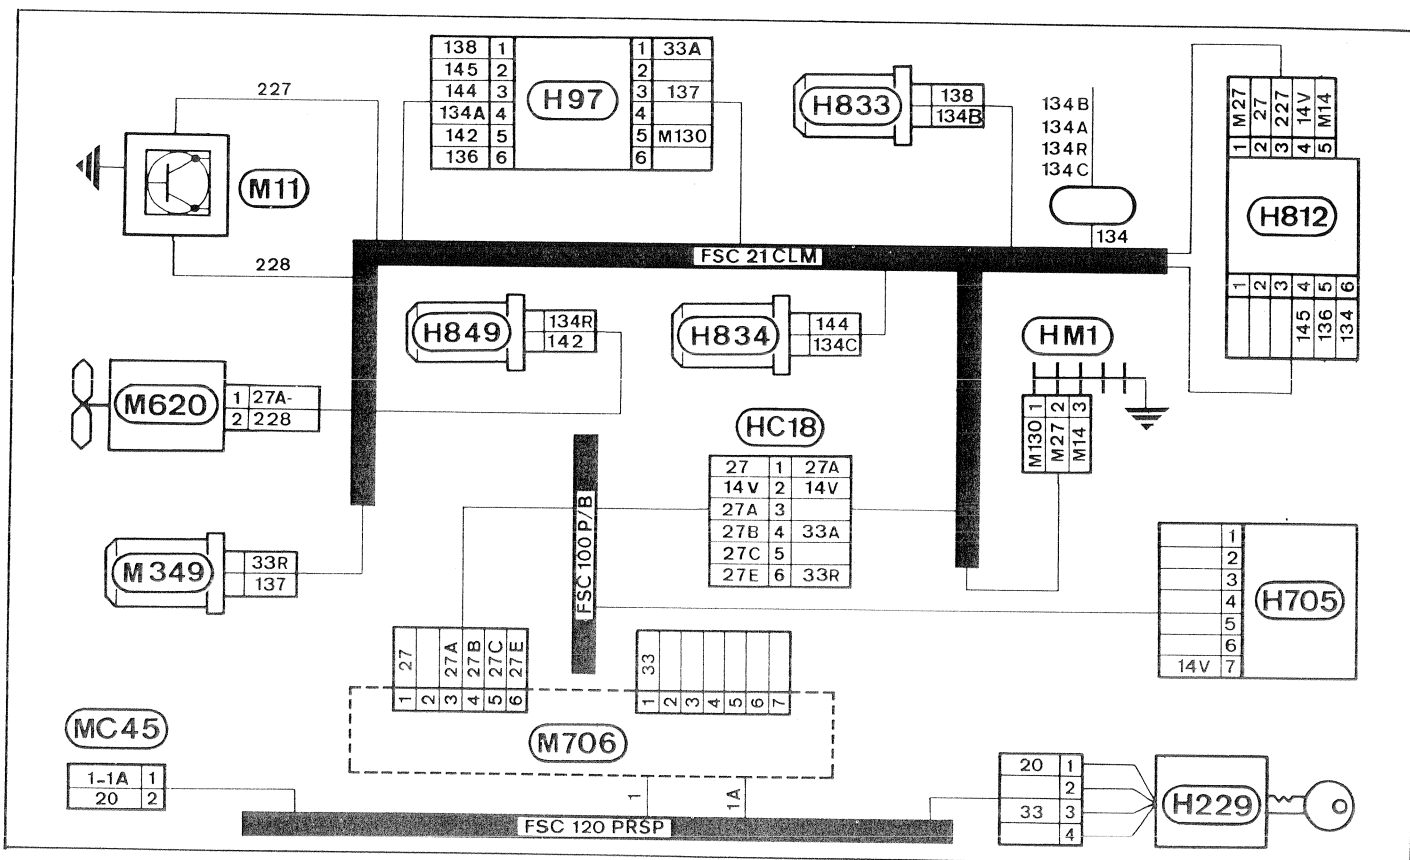 227
M11
228
138 1
145 2
144 3
134A 4
142 5
136 6
H97
1 33A
2
3 137
4
5 M130
6
H833
138
134B
134B
134A
134R
134C
134
M27 27 227 14V M14
1 2 3 4 5
H812
1 2 3 4 5 6
145 136 134
FSC 21 CLM
H849
134R
142
H834
144
134C
HM1
M130 1
M27 2
M14 3
M620
1 27A-
2 228
HC18
27 1 27A
14V 2 14V
27A 3
27B 4 33A
27C 5
27E 6 33R
FSC 100 P/B
M349
33R
137
1
2
3
4
5
6
14V 7
H705
27 27A 27B 27C 27E
1 2 3 4 5 6
33
1 2 3 4 5 6 7
M706
MC45
1-1A 1
20 2
1
1A
FSC 120 PRSP
20 1
2
33 3
4
H229